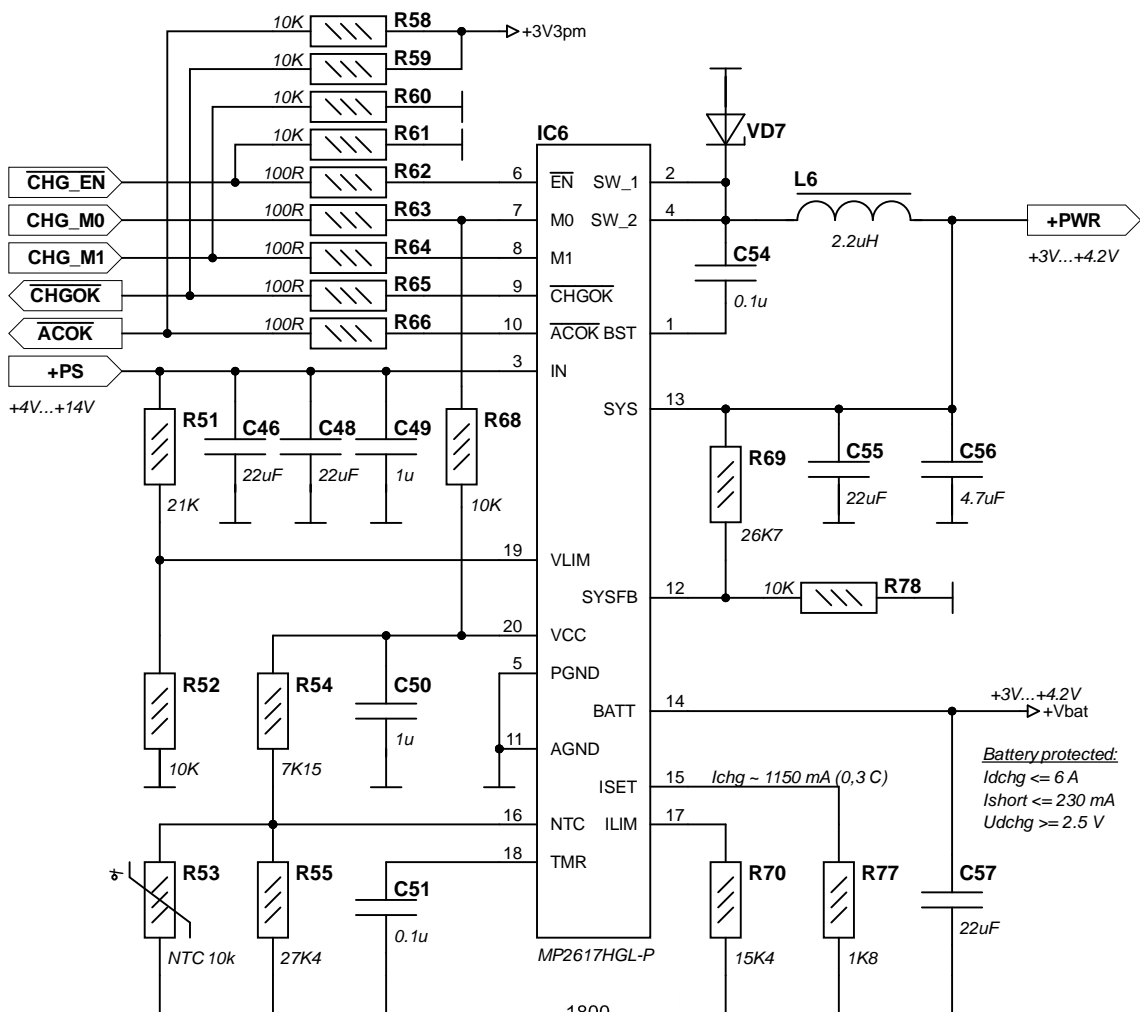 10K R58
+3V3pm
10K R59
10K R60
10K R61
VD7
IC6
CHG_EN 100R R62 6 EN SW_1 2
L6
CHG_M0 100R R63 7 M0 SW_2 4
+PWR
2.2uH
+3V...+4.2V
CHG_M1 100R R64 8 M1
C54
0.1u
CHGOK 100R R65 9 CHGOK
ACOK 100R R66 10 ACOK BST 1
+PS 3 IN
+4V...+14V
SYS 13
R51 C46 C48 C49 R68
21K 22uF 22uF 1u 10K
R69 C55 C56
26K7 22uF 4.7uF
19 VLIM
SYSFB 12 10K R78
20 VCC
5 PGND
R52 R54 C50
10K 7K15 1u
BATT 14
+3V...+4.2V
+Vbat
11 AGND
Battery protected:
Idchg <= 6 A
Ishort <= 230 mA
Udchg >= 2.5 V
ISET 15 Ichg ~ 1150 mA (0,3 C)
16 NTC ILIM 17
18 TMR
R53 R55 C51 R70 R77 C57
t°
NTC 10k 27K4 0.1u MP2617HGL-P 15K4 1K8 22uF
1800